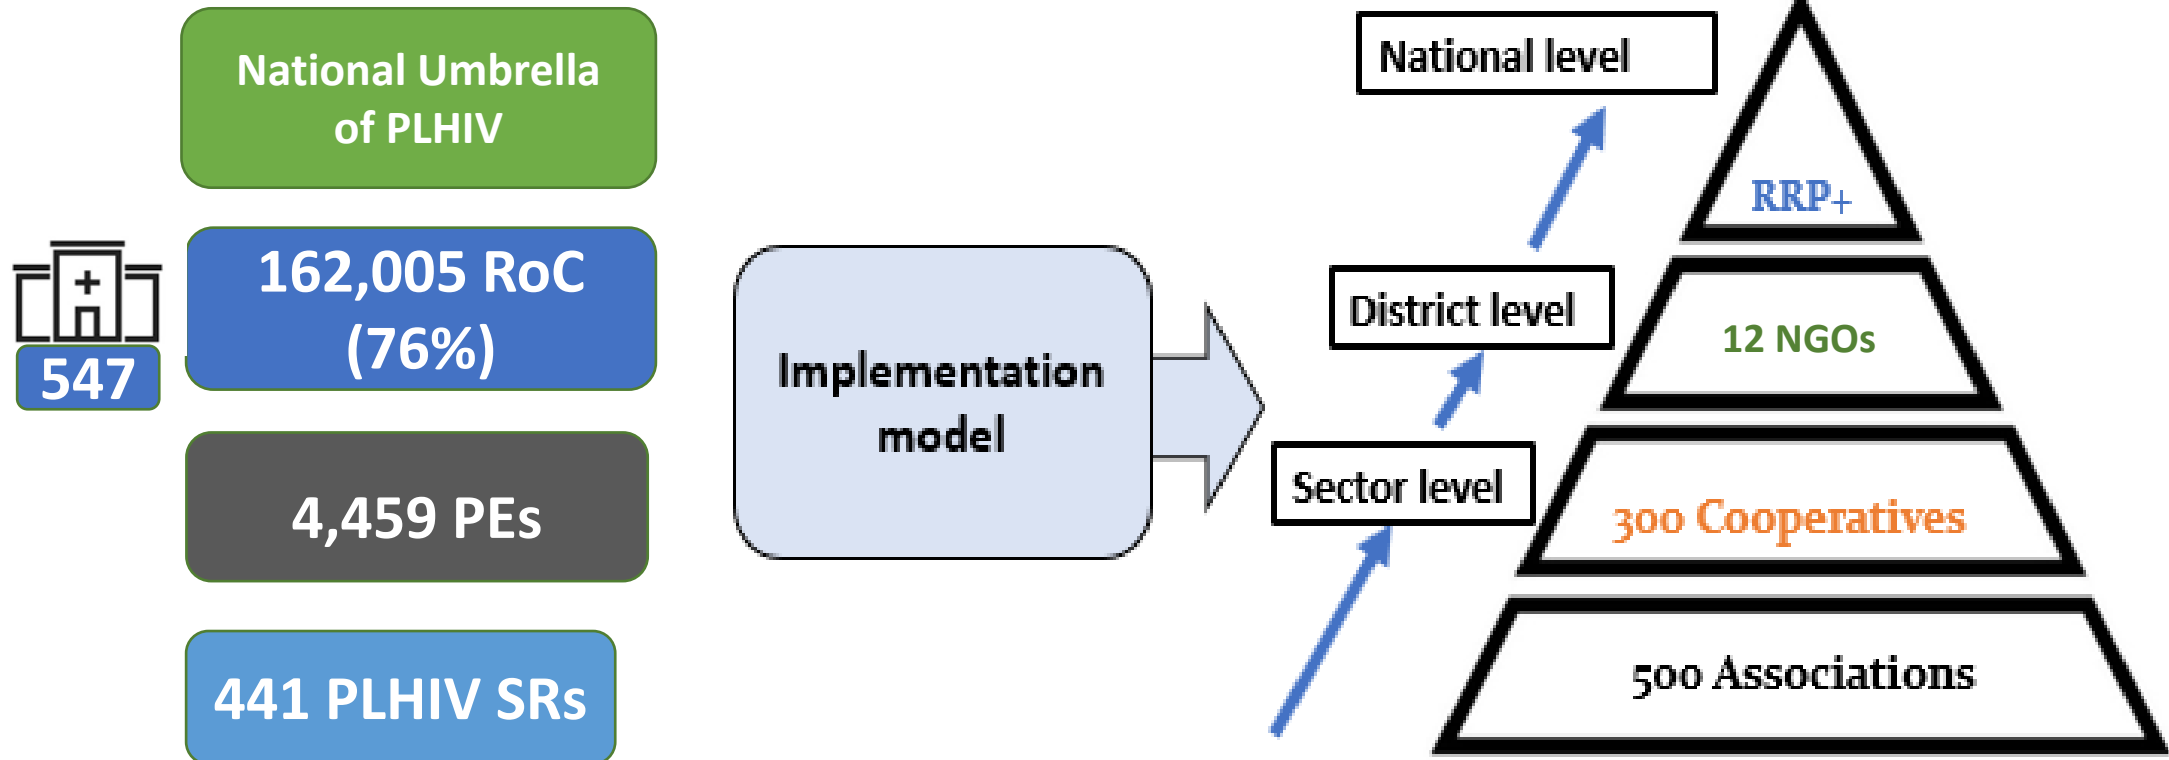 National Umbrella
of PLHIV
162,005 RoC
(76%)
547
4,459 PEs
441 PLHIV SRs
Implementation
model
National level
District level
Sector level
RRP+
12 NGOs
300 Cooperatives
500 Associations